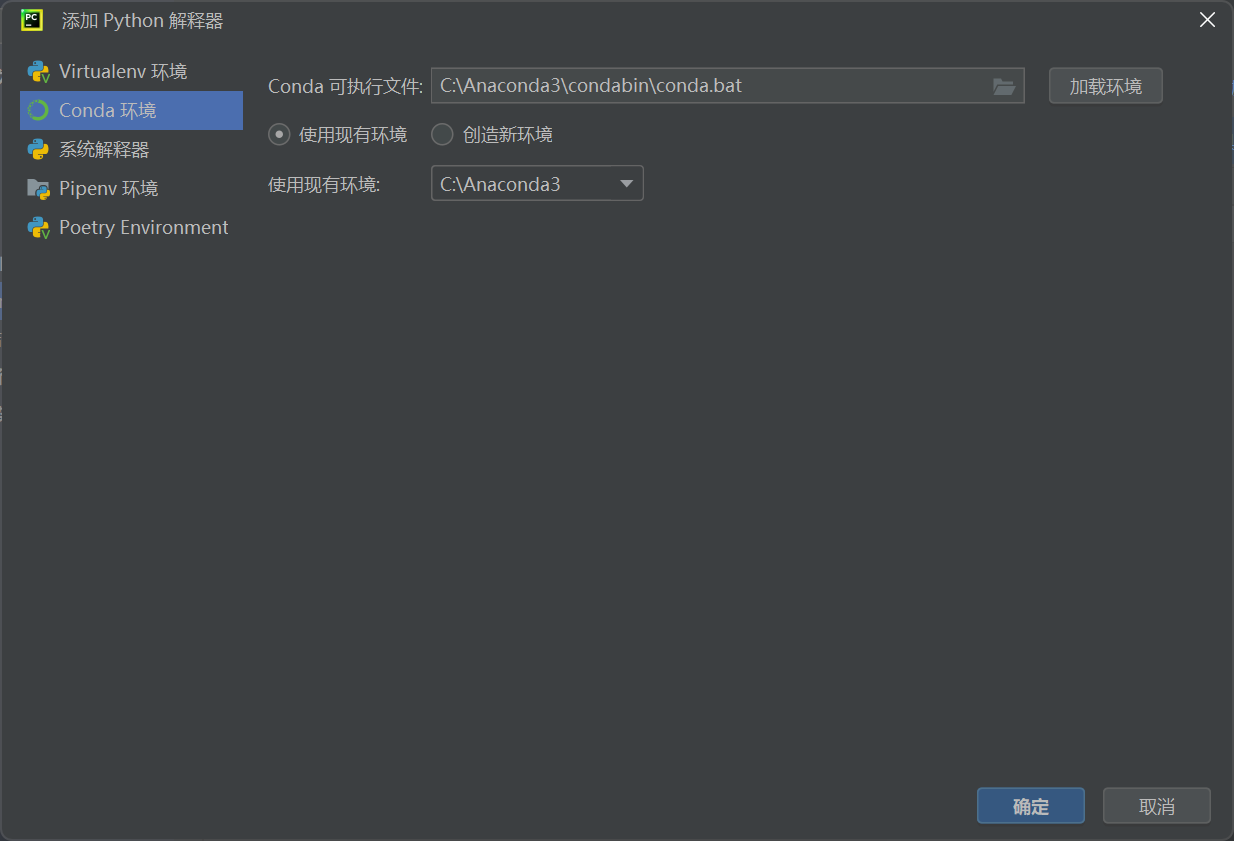 添加 Python 解释器
Virtualenv 环境
Conda 环境
系统解释器
Pipenv 环境
Poetry Environment
Conda 可执行文件: C:\Anaconda3\condabin\conda.bat 加载环境
使用现有环境 创造新环境
使用现有环境: C:\Anaconda3
确定 取消